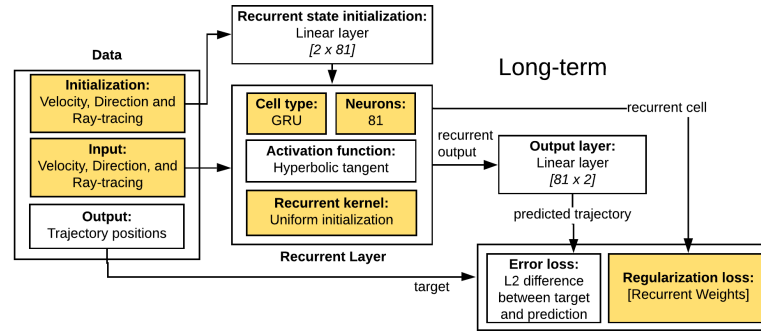 Data
Initialization:
Velocity, Direction and
Ray-tracing
Input:
Velocity, Direction, and
Ray-tracing
Output:
Trajectory positions
Recurrent state initialization:
Linear layer
[2 x 81]
Cell type:
GRU
Neurons:
81
Activation function:
Hyperbolic tangent
Recurrent kernel:
Uniform initialization
Recurrent Layer
Long-term
recurrent cell
recurrent
output
Output layer:
Linear layer
[81 x 2]
predicted trajectory
target
Error loss:
L2 difference
between target
and prediction
Regularization loss:
[Recurrent Weights]